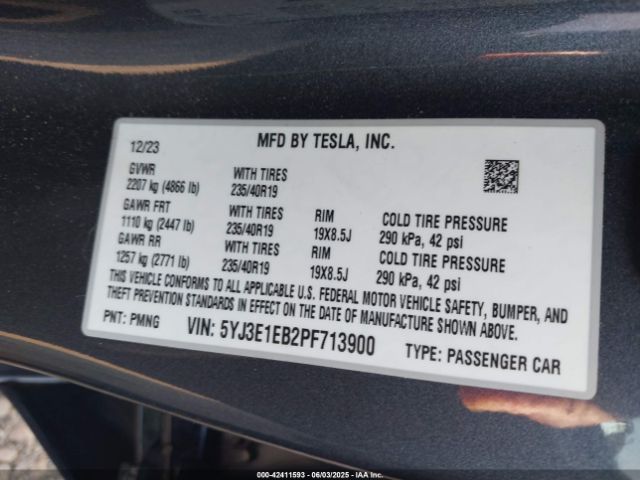 12/23
MFD BY TESLA, INC.
GVWR
2207 kg (4866 lb)
WITH TIRES
235/40R19
GAWR FRT
1110 kg (2447 lb)
WITH TIRES
235/40R19
RIM
19X8.5J
COLD TIRE PRESSURE
290 kPa, 42 psi
GAWR RR
1257 kg (2771 lb)
WITH TIRES
235/40R19
RIM
19X8.5J
COLD TIRE PRESSURE
290 kPa, 42 psi
THIS VEHICLE CONFORMS TO ALL APPLICABLE U.S. FEDERAL MOTOR VEHICLE SAFETY, BUMPER, AND
THEFT PREVENTION STANDARDS IN EFFECT ON THE DATE OF MANUFACTURE SHOWN ABOVE.
PNT: PMNG
VIN: 5YJ3E1EB2PF713900
TYPE: PASSENGER CAR
000-42411593 - 06/03/2025 - IAA Inc.